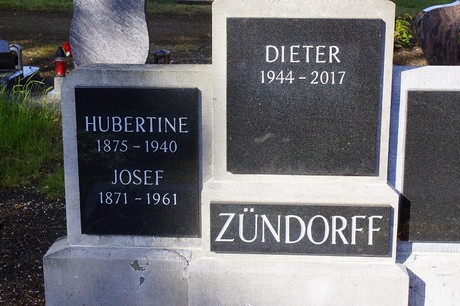 HUBERTINE
1875 – 1940
JOSEF
1871 – 1961
DIETER
1944 – 2017
ZÜNDORFF